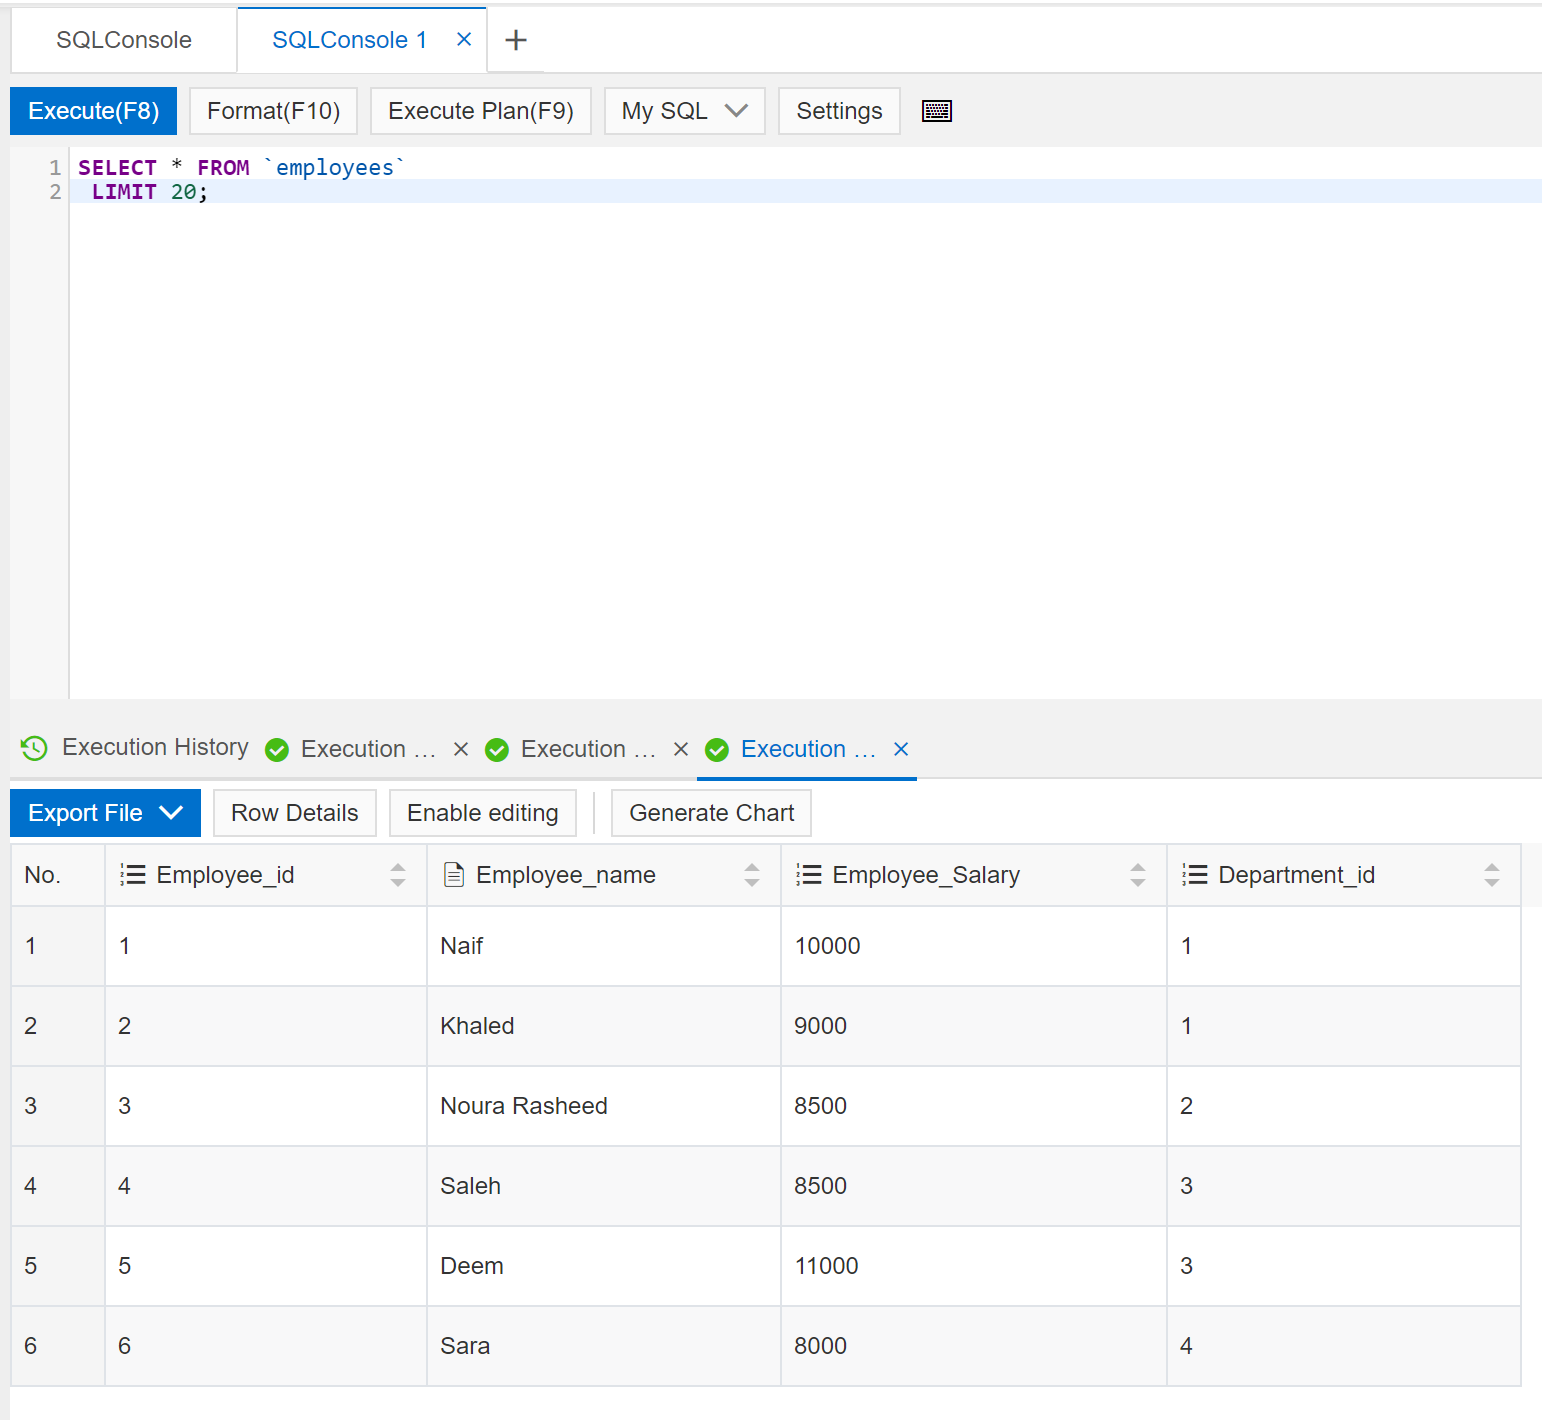 SQLConsole SQLConsole 1 × +
Execute(F8) Format(F10) Execute Plan(F9) My SQL Settings
1 SELECT * FROM `employees`
2 LIMIT 20;
Execution History Execution ... × Execution ... × Execution ... ×
Export File Row Details Enable editing Generate Chart
No. Employee_id Employee_name Employee_Salary Department_id
1 1 Naif 10000 1
2 2 Khaled 9000 1
3 3 Noura Rasheed 8500 2
4 4 Saleh 8500 3
5 5 Deem 11000 3
6 6 Sara 8000 4